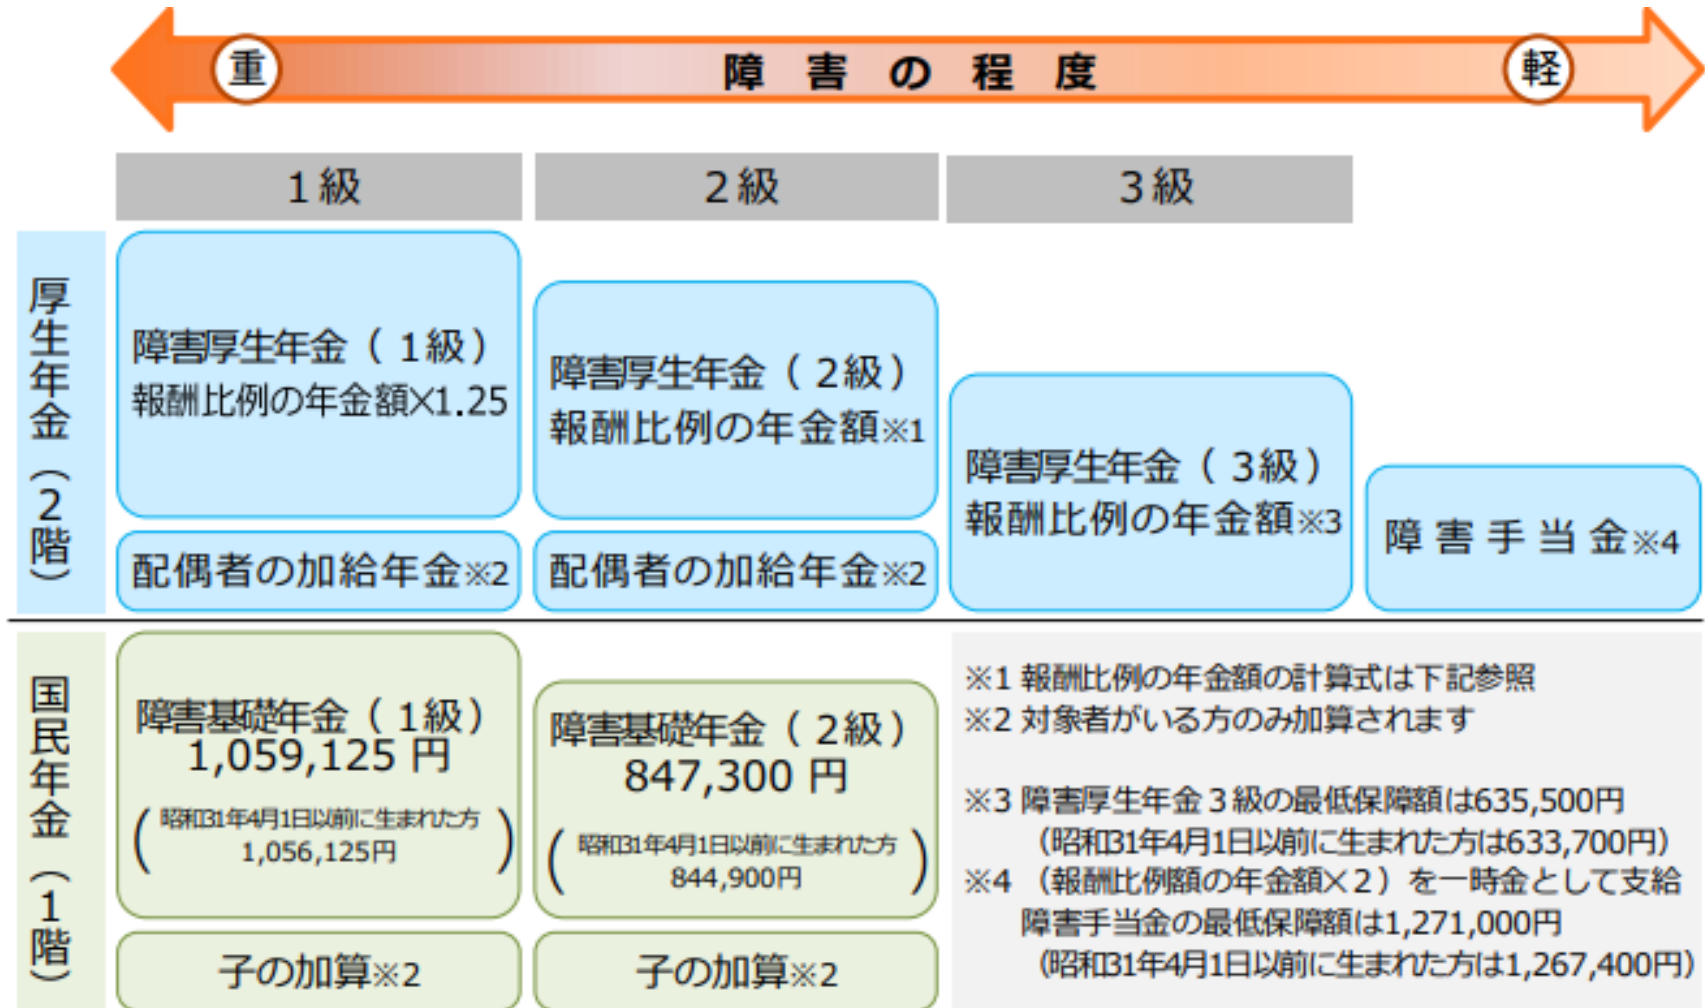 重
障害の程度
軽
1級
2級
3級
厚生年金（2階）
障害厚生年金（1級）
報酬比例の年金額×1.25
配偶者の加給年金※2
障害厚生年金（2級）
報酬比例の年金額※1
配偶者の加給年金※2
障害厚生年金（3級）
報酬比例の年金額※3
障害手当金※4
国民年金（1階）
障害基礎年金（1級）
1,059,125 円
（昭和31年4月1日以前に生まれた方
1,056,125円）
子の加算※2
障害基礎年金（2級）
847,300 円
（昭和31年4月1日以前に生まれた方
844,900円）
子の加算※2
※1 報酬比例の年金額の計算式は下記参照
※2 対象者がいる方のみ加算されます
※3 障害厚生年金３級の最低保障額は635,500円
（昭和31年4月1日以前に生まれた方は633,700円）
※4 （報酬比例額の年金額×２）を一時金として支給
障害手当金の最低保障額は1,271,000円
（昭和31年4月1日以前に生まれた方は1,267,400円）